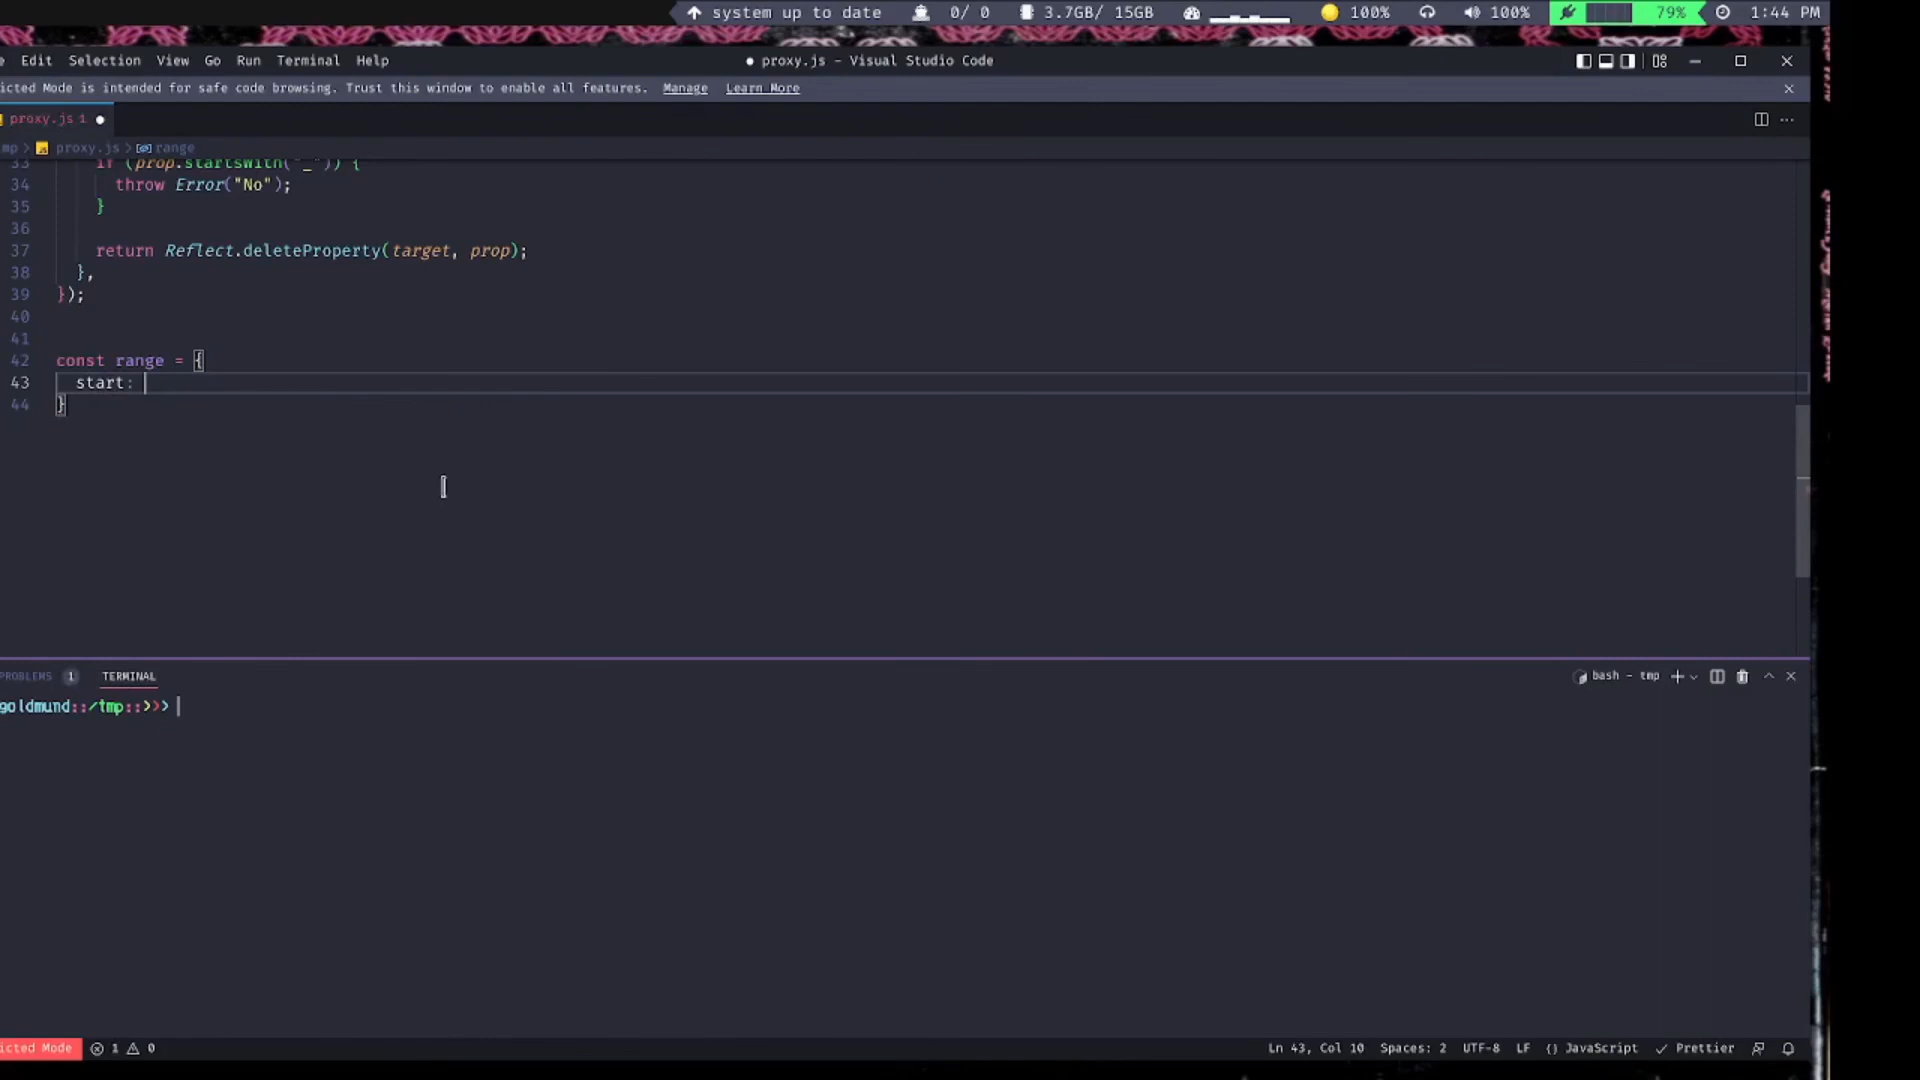 system up to date 0/ 0 3.7GB/ 15GB 100% 100% 79% 1:44 PM
Edit Selection View Go Run Terminal Help ● proxy.js - Visual Studio Code
icted Mode is intended for safe code browsing. Trust this window to enable all features. Manage Learn More
proxy.js 1
mp > proxy.js > range
33 if (prop.startsWith("_")) {
34 throw Error("No");
35 }
36
37 return Reflect.deleteProperty(target, prop);
38 },
39 });
40
41
42 const range = {
43 start:
44 }
PROBLEMS 1 TERMINAL bash - tmp
goldmund::/tmp::>>>
icted Mode 1 0 Ln 43, Col 10 Spaces: 2 UTF-8 LF {} JavaScript Prettier